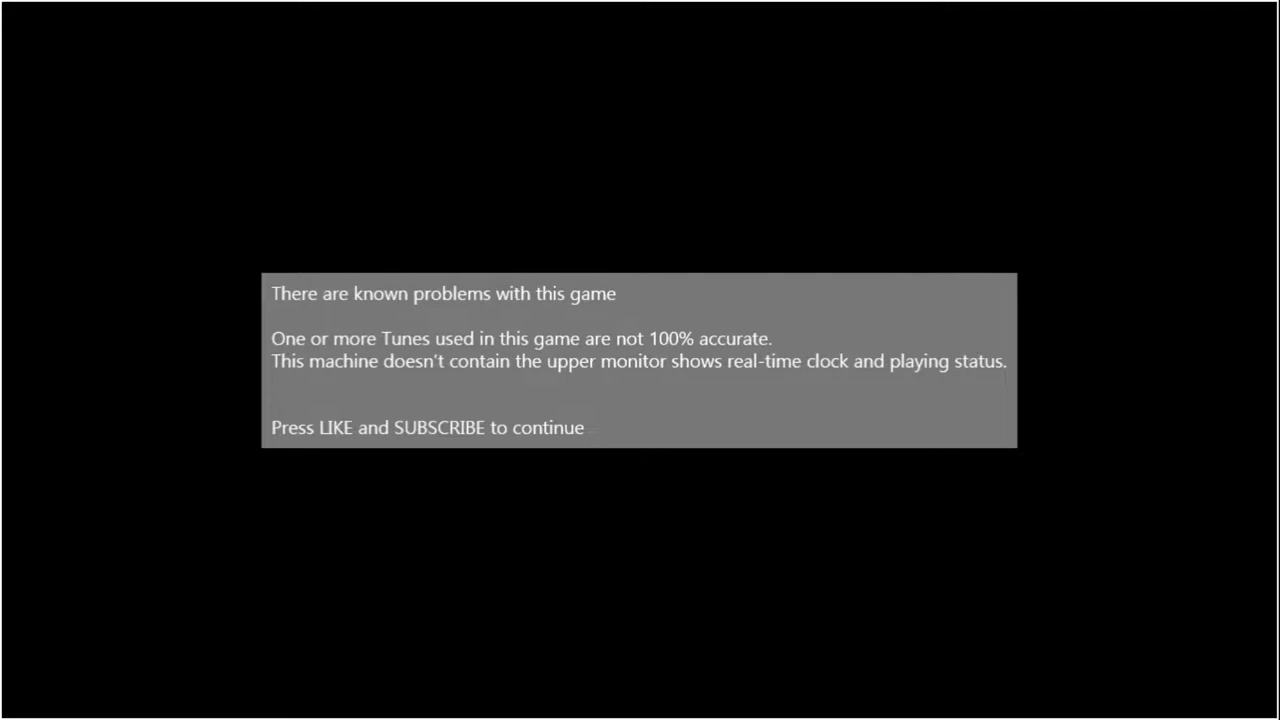 There are known problems with this game
One or more Tunes used in this game are not 100% accurate.
This machine doesn't contain the upper monitor shows real-time clock and playing status.
Press LIKE and SUBSCRIBE to continue